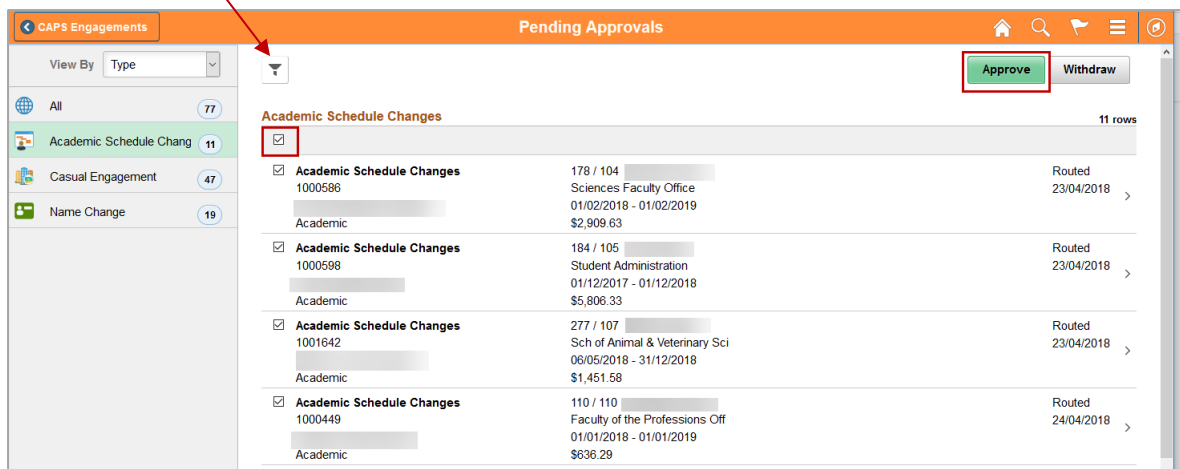 CAPS Engagements
Pending Approvals
View By Type
Approve Withdraw
All 77
Academic Schedule Chang 11
Casual Engagement 47
Name Change 19
Academic Schedule Changes
11 rows
Academic Schedule Changes 178 / 104 Routed
1000586 Sciences Faculty Office 23/04/2018
01/02/2018 - 01/02/2019
Academic $2,909.63
Academic Schedule Changes 184 / 105 Routed
1000598 Student Administration 23/04/2018
01/12/2017 - 01/12/2018
Academic $5,806.33
Academic Schedule Changes 277 / 107 Routed
1001642 Sch of Animal & Veterinary Sci 23/04/2018
06/05/2018 - 31/12/2018
Academic $1,451.58
Academic Schedule Changes 110 / 110 Routed
1000449 Faculty of the Professions Off 24/04/2018
01/01/2018 - 01/01/2019
Academic $636.29